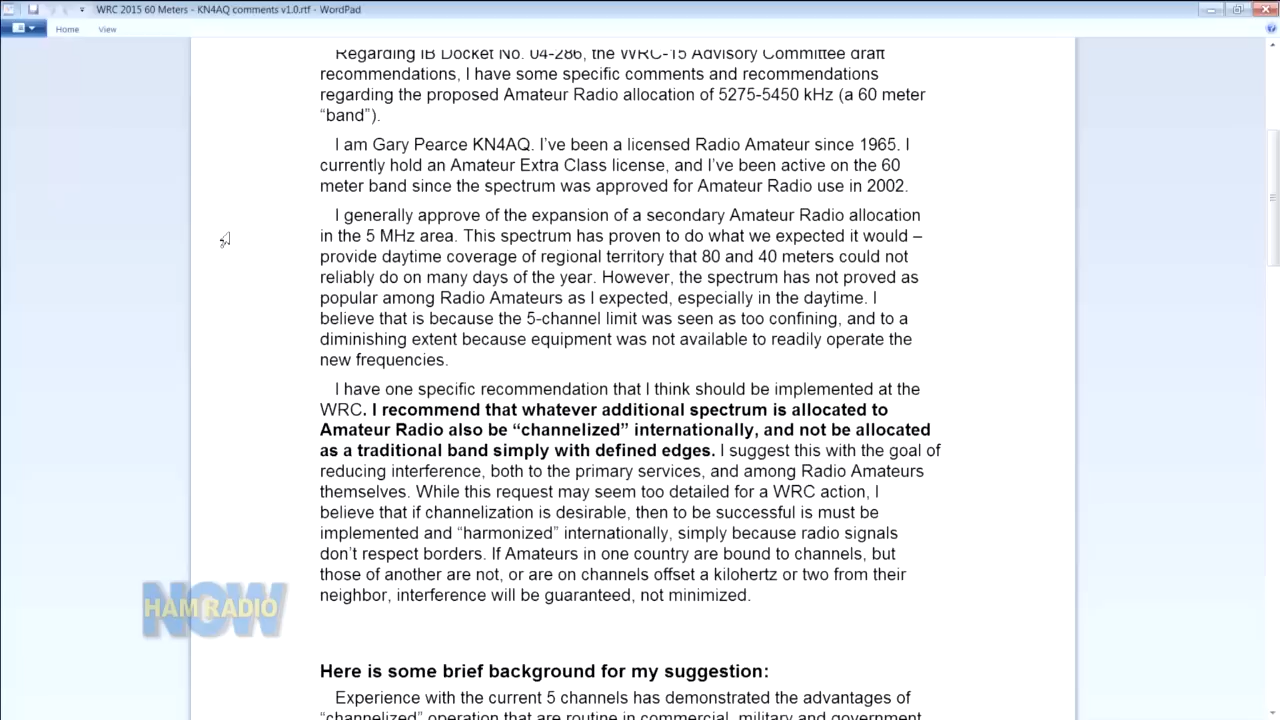 WRC 2015 60 Meters - KN4AQ comments v1.0.rtf - WordPad
Home View
Regarding IB Docket No. 04-286, the WRC-15 Advisory Committee draft
recommendations, I have some specific comments and recommendations
regarding the proposed Amateur Radio allocation of 5275-5450 kHz (a 60 meter
“band”).
I am Gary Pearce KN4AQ. I’ve been a licensed Radio Amateur since 1965. I
currently hold an Amateur Extra Class license, and I’ve been active on the 60
meter band since the spectrum was approved for Amateur Radio use in 2002.
I generally approve of the expansion of a secondary Amateur Radio allocation
in the 5 MHz area. This spectrum has proven to do what we expected it would –
provide daytime coverage of regional territory that 80 and 40 meters could not
reliably do on many days of the year. However, the spectrum has not proved as
popular among Radio Amateurs as I expected, especially in the daytime. I
believe that is because the 5-channel limit was seen as too confining, and to a
diminishing extent because equipment was not available to readily operate the
new frequencies.
I have one specific recommendation that I think should be implemented at the
WRC. I recommend that whatever additional spectrum is allocated to
Amateur Radio also be “channelized” internationally, and not be allocated
as a traditional band simply with defined edges. I suggest this with the goal of
reducing interference, both to the primary services, and among Radio Amateurs
themselves. While this request may seem too detailed for a WRC action, I
believe that if channelization is desirable, then to be successful is must be
implemented and “harmonized” internationally, simply because radio signals
don’t respect borders. If Amateurs in one country are bound to channels, but
those of another are not, or are on channels offset a kilohertz or two from their
neighbor, interference will be guaranteed, not minimized.
NOW
HAM RADIO
Here is some brief background for my suggestion:
Experience with the current 5 channels has demonstrated the advantages of
“channelized” operation that are routine in commercial, military and government